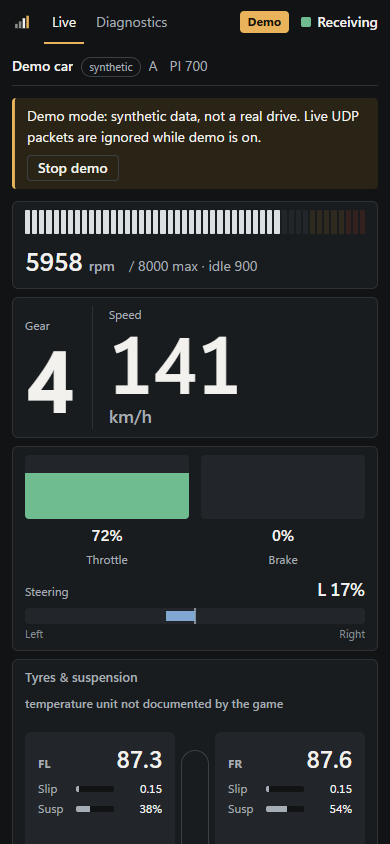 Live Diagnostics Demo Receiving
Demo car synthetic A PI 700
Demo mode: synthetic data, not a real drive. Live UDP
packets are ignored while demo is on.
Stop demo
5958 rpm / 8000 max · idle 900
Gear
4
Speed
141
km/h
72% 0%
Throttle Brake
Steering L 17%
Left Right
Tyres & suspension
temperature unit not documented by the game
FL 87.3 FR 87.6
Slip 0.15 Slip 0.15
Susp 38% Susp 54%